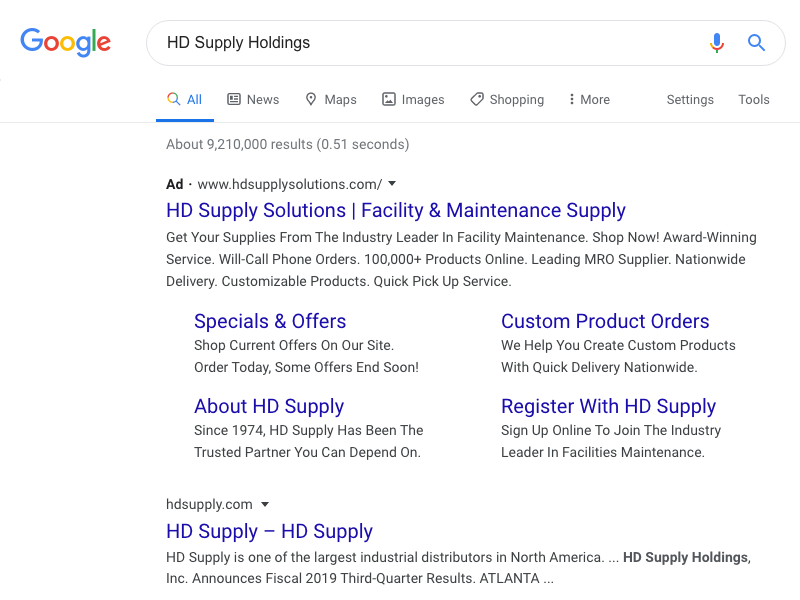 Google
HD Supply Holdings
All News Maps Images Shopping More Settings Tools
About 9,210,000 results (0.51 seconds)
Ad · www.hdsupplysolutions.com/
HD Supply Solutions | Facility & Maintenance Supply
Get Your Supplies From The Industry Leader In Facility Maintenance. Shop Now! Award-Winning
Service. Will-Call Phone Orders. 100,000+ Products Online. Leading MRO Supplier. Nationwide
Delivery. Customizable Products. Quick Pick Up Service.
Specials & Offers
Shop Current Offers On Our Site.
Order Today, Some Offers End Soon!
Custom Product Orders
We Help You Create Custom Products
With Quick Delivery Nationwide.
About HD Supply
Since 1974, HD Supply Has Been The
Trusted Partner You Can Depend On.
Register With HD Supply
Sign Up Online To Join The Industry
Leader In Facilities Maintenance.
hdsupply.com
HD Supply – HD Supply
HD Supply is one of the largest industrial distributors in North America. ... HD Supply Holdings,
Inc. Announces Fiscal 2019 Third-Quarter Results. ATLANTA ...